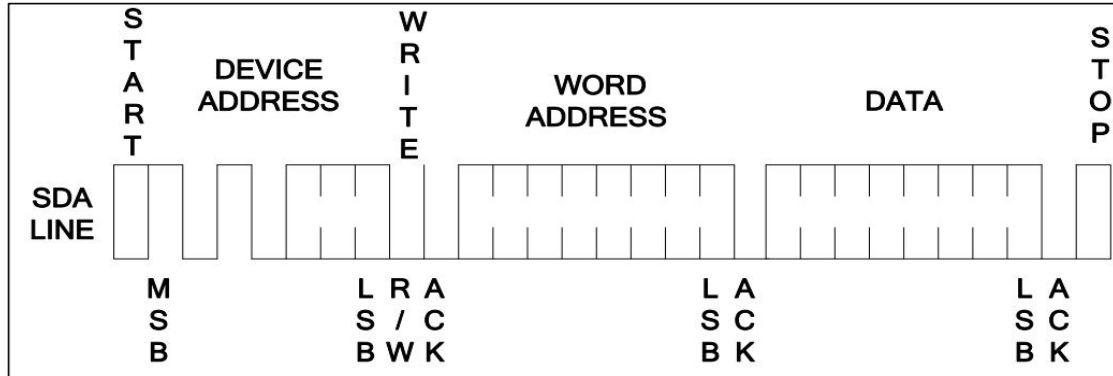 START
WRITE
STOP
DEVICE
ADDRESS
WORD
ADDRESS
DATA
SDA
LINE
MSB
LSB
R/W
ACK
LSB
ACK
LSB
ACK